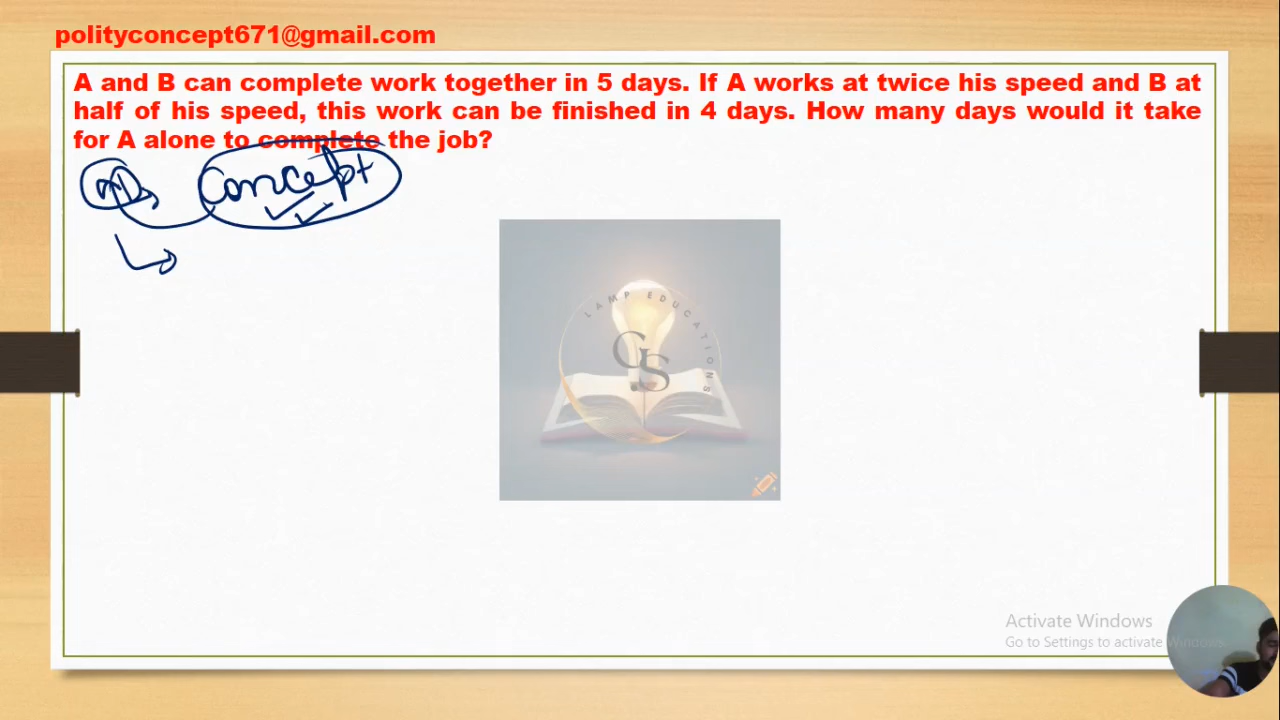 polityconcept671@gmail.com
A and B can complete work together in 5 days. If A works at twice his speed and B at
half of his speed, this work can be finished in 4 days. How many days would it take
for A alone to complete the job?
Concept
LAMP EDUCATIONS
GS
Activate Windows
Go to Settings to activate Windows.